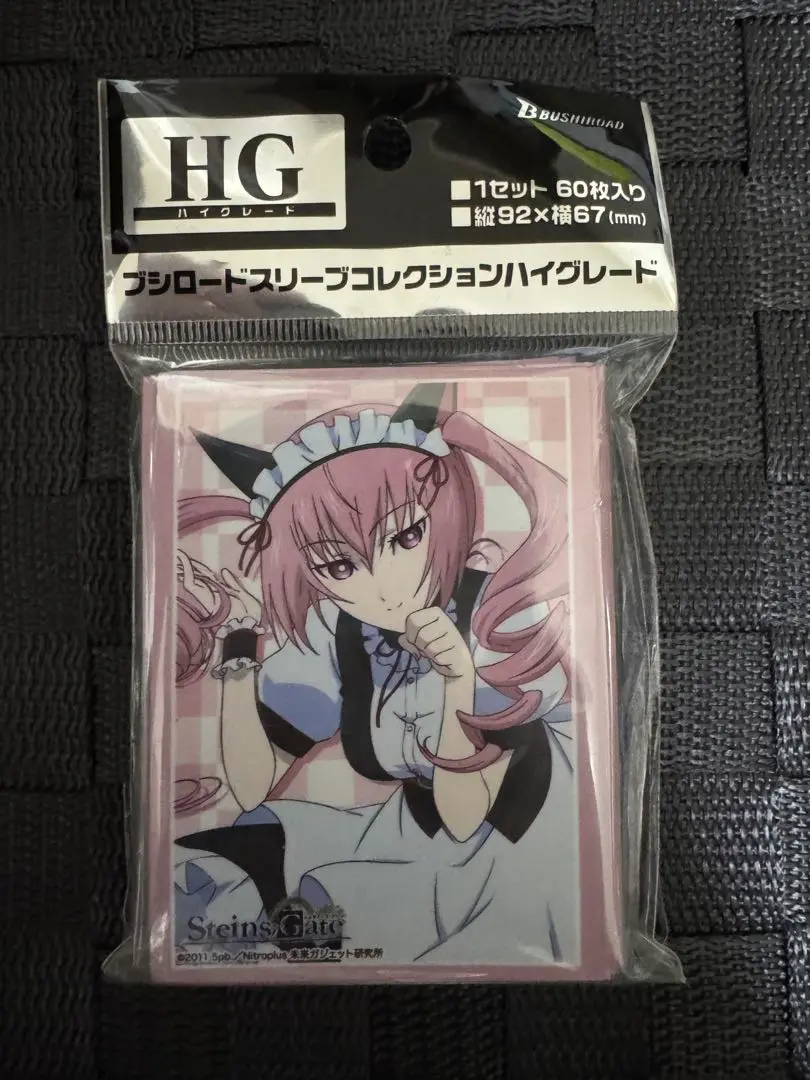 BUSHIROAD
HG
ハイグレード
■1セット 60枚入り
■縦92×横67(mm)
ブシロードスリーブコレクションハイグレード
Steins;Gate
©2011 5pb./Nitroplus 未来ガジェット研究所